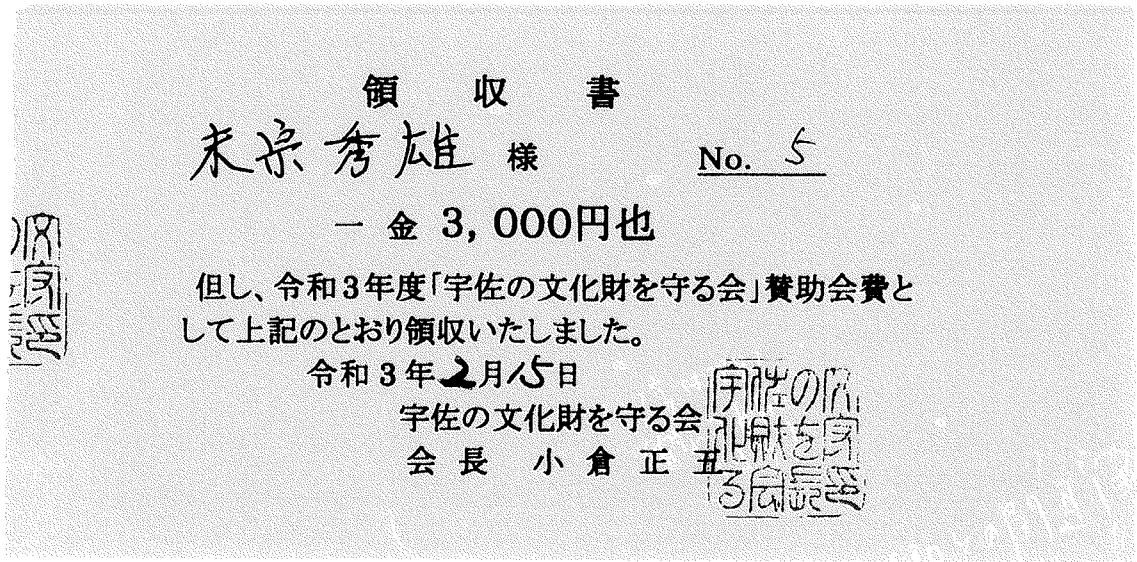 領収書
末宗秀雄 様 No. 5
一金 3,000円也
但し、令和3年度「宇佐の文化財を守る会」賛助会費と
して上記のとおり領収いたしました。
令和3年2月15日
宇佐の文化財を守る会
会長 小倉正五